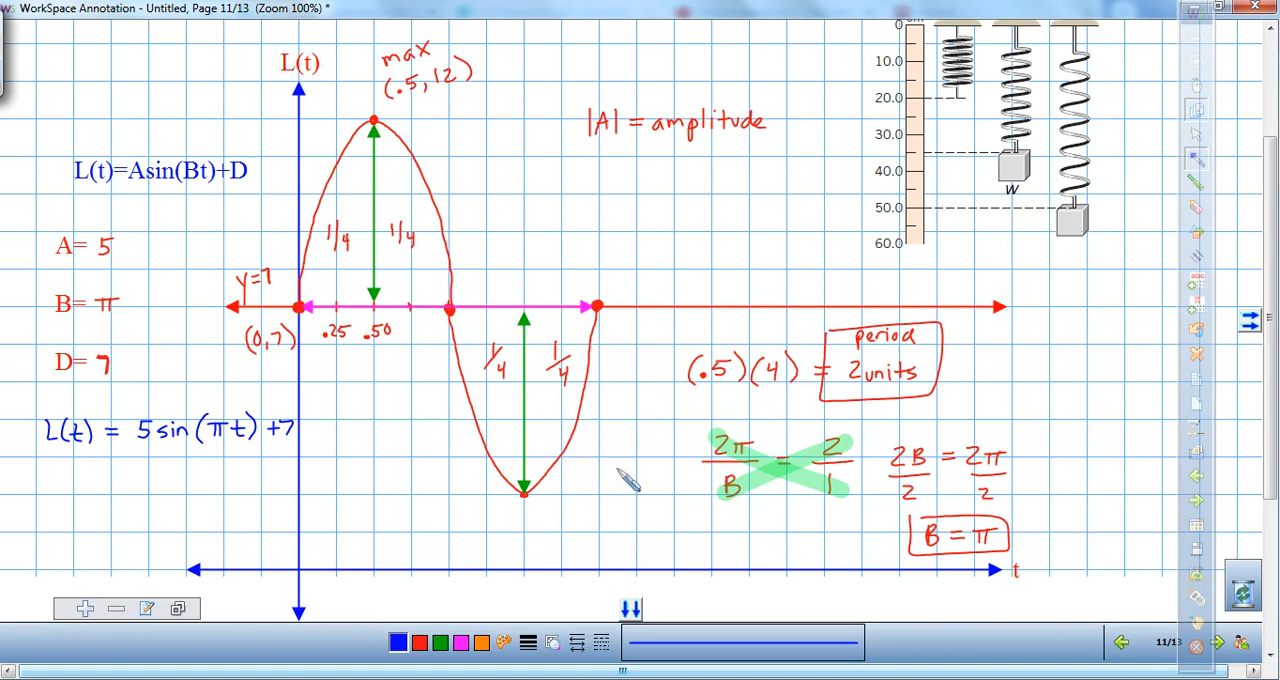 WorkSpace Annotation - Untitled, Page 11/13 (Zoom 100%) *
L(t)
max
(.5, 12)
|A| = amplitude
L(t)=Asin(Bt)+D
A= 5
B= π
D= 7
L(t) = 5 sin(πt) +7
y=7
(0,7)
.25 .50
1/4 1/4
1/4 1/4
(.5)(4) = period
2 units
2π/B = 2/1
2B/2 = 2π/2
B = π
t
0 cm
10.0
20.0
30.0
40.0
50.0
60.0
W
abc
11/13